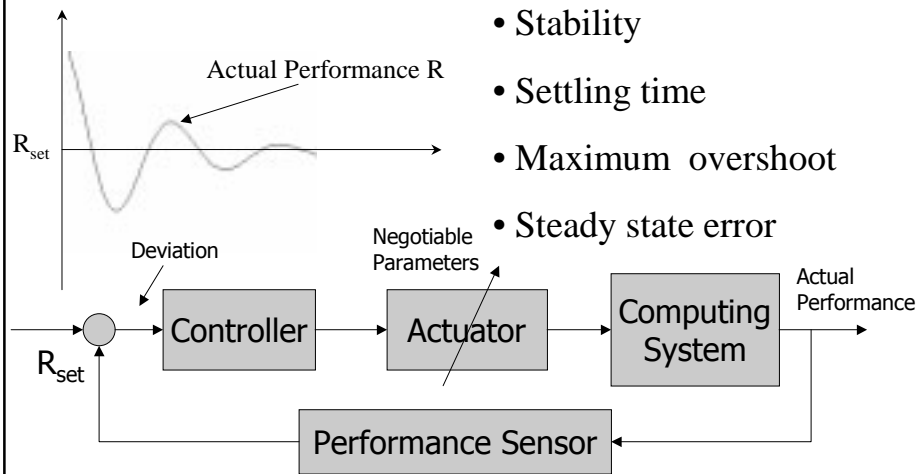 • Stability
Actual Performance R
• Settling time
R_set
• Maximum overshoot
• Steady state error
Deviation
Negotiable
Parameters
Actual
Performance
Controller
Actuator
Computing
System
R_set
Performance Sensor